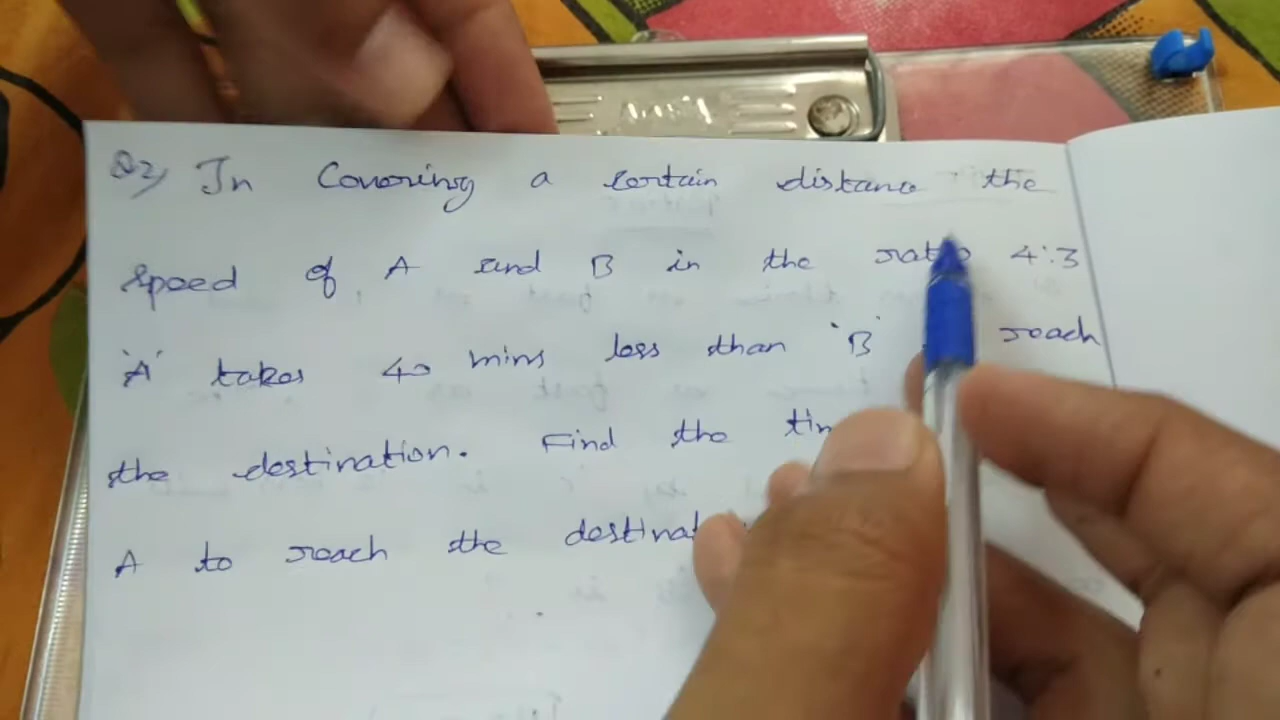 Q2) In Covering a certain distance the
speed of A and B in the ratio 4:3
'A' takes 40 mins less than 'B' reach
the destination. Find the
A to reach the